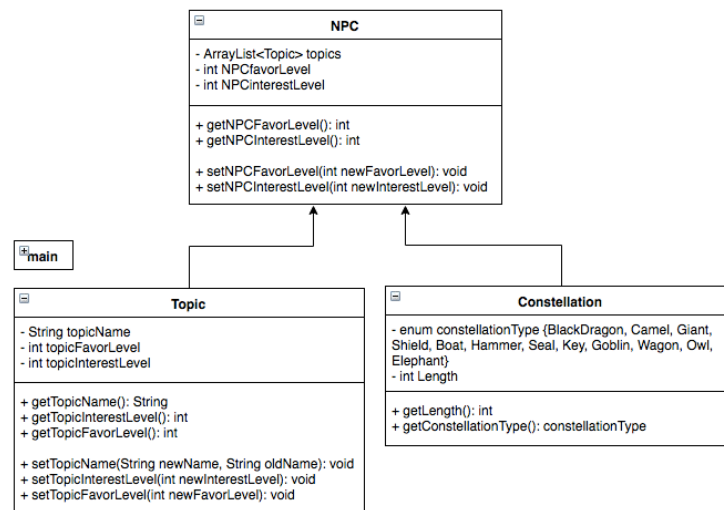 NPC
- ArrayList<Topic> topics
- int NPCfavorLevel
- int NPCinterestLevel
+ getNPCFavorLevel(): int
+ getNPCInterestLevel(): int
+ setNPCFavorLevel(int newFavorLevel): void
+ setNPCInterestLevel(int newInterestLevel): void
main
Topic
- String topicName
- int topicFavorLevel
- int topicInterestLevel
+ getTopicName(): String
+ getTopicInterestLevel(): int
+ getTopicFavorLevel(): int
+ setTopicName(String newName, String oldName): void
+ setTopicInterestLevel(int newInterestLevel): void
+ setTopicFavorLevel(int newFavorLevel): void
Constellation
- enum constellationType {BlackDragon, Camel, Giant,
Shield, Boat, Hammer, Seal, Key, Goblin, Wagon, Owl,
Elephant}
- int Length
+ getLength(): int
+ getConstellationType(): constellationType